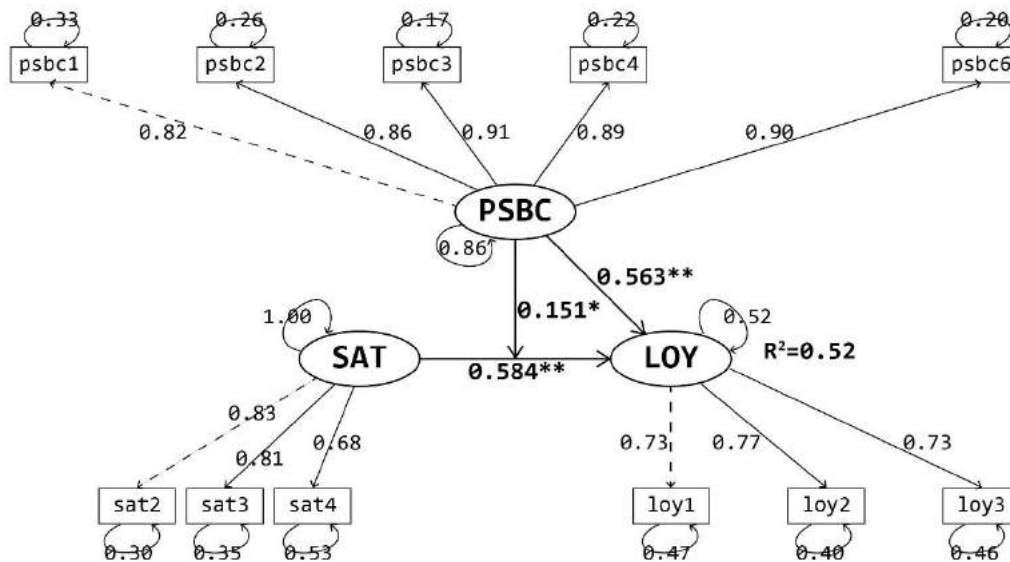 0.33 0.26 0.17 0.22 0.20
psbc1 psbc2 psbc3 psbc4 psbc6
0.82 0.86 0.91 0.89 0.90
PSBC
0.86
0.563**
0.151*
1.00 0.52
SAT LOY R²=0.52
0.584**
0.83 0.81 0.68 0.73 0.77 0.73
sat2 sat3 sat4 loy1 loy2 loy3
0.30 0.35 0.53 0.47 0.40 0.46